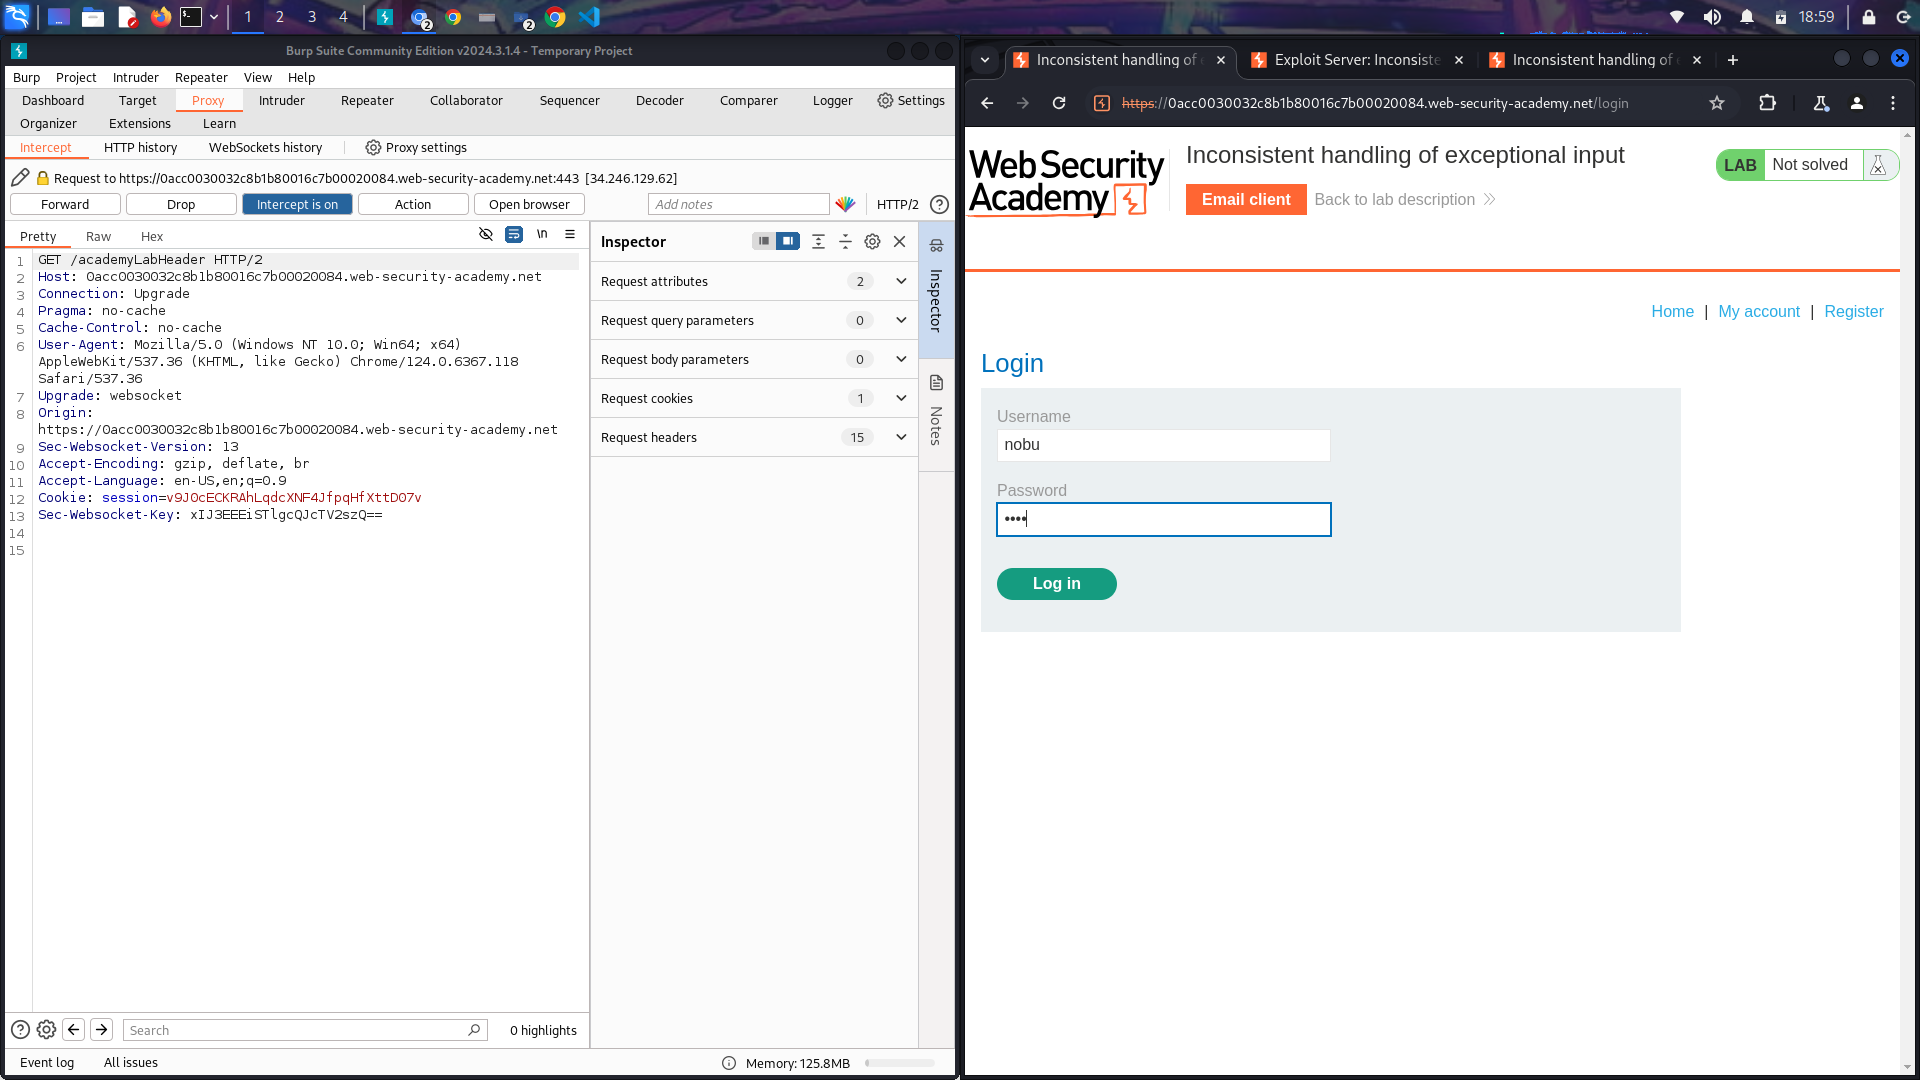 1
2
3
4
2
2
18:59
Burp Suite Community Edition v2024.3.1.4 - Temporary Project
Burp Project Intruder Repeater View Help
Dashboard Target Proxy Intruder Repeater Collaborator Sequencer Decoder Comparer Logger Settings
Organizer Extensions Learn
Intercept HTTP history WebSockets history Proxy settings
Request to https://0acc0030032c8b1b80016c7b00020084.web-security-academy.net:443 [34.246.129.62]
Forward Drop Intercept is on Action Open browser Add notes HTTP/2
Pretty Raw Hex \n
1 GET /academyLabHeader HTTP/2
2 Host: 0acc0030032c8b1b80016c7b00020084.web-security-academy.net
3 Connection: Upgrade
4 Pragma: no-cache
5 Cache-Control: no-cache
6 User-Agent: Mozilla/5.0 (Windows NT 10.0; Win64; x64)
AppleWebKit/537.36 (KHTML, like Gecko) Chrome/124.0.6367.118
Safari/537.36
7 Upgrade: websocket
8 Origin:
https://0acc0030032c8b1b80016c7b00020084.web-security-academy.net
9 Sec-Websocket-Version: 13
10 Accept-Encoding: gzip, deflate, br
11 Accept-Language: en-US,en;q=0.9
12 Cookie: session=v9J0cECKRAhLqdcXNF4JfpqHfXttD07v
13 Sec-Websocket-Key: xIJ3EEEiSTlgcQJcTV2szQ==
14
15
Inspector
Request attributes 2
Request query parameters 0
Request body parameters 0
Request cookies 1
Request headers 15
Inspector
Notes
Search
0 highlights
Event log All issues
Memory: 125.8MB
Inconsistent handling of
Exploit Server: Inconsiste
Inconsistent handling of
https://0acc0030032c8b1b80016c7b00020084.web-security-academy.net/login
Web Security
Academy
Inconsistent handling of exceptional input
Email client
Back to lab description
LAB Not solved
Home | My account | Register
Login
Username
nobu
Password
••••
Log in